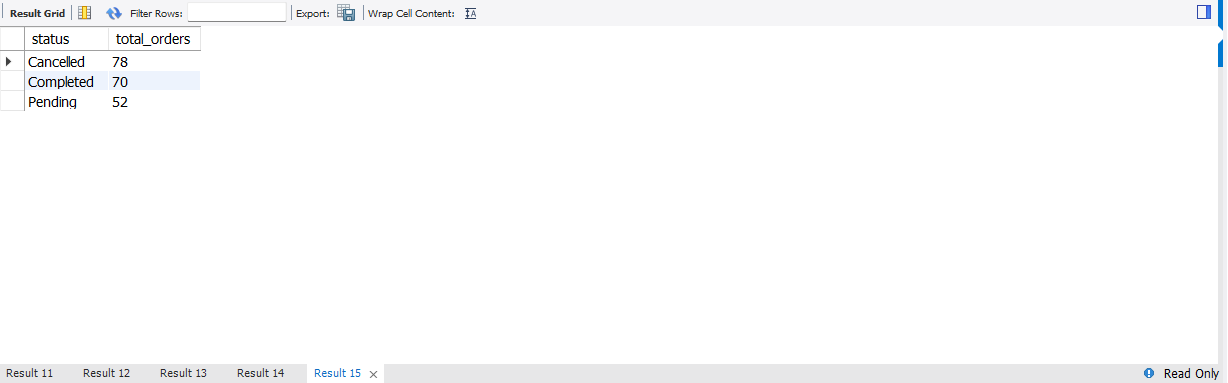 Result Grid Filter Rows: Export: Wrap Cell Content: A
status total_orders
Cancelled 78
Completed 70
Pending 52
Result 11 Result 12 Result 13 Result 14 Result 15 Read Only